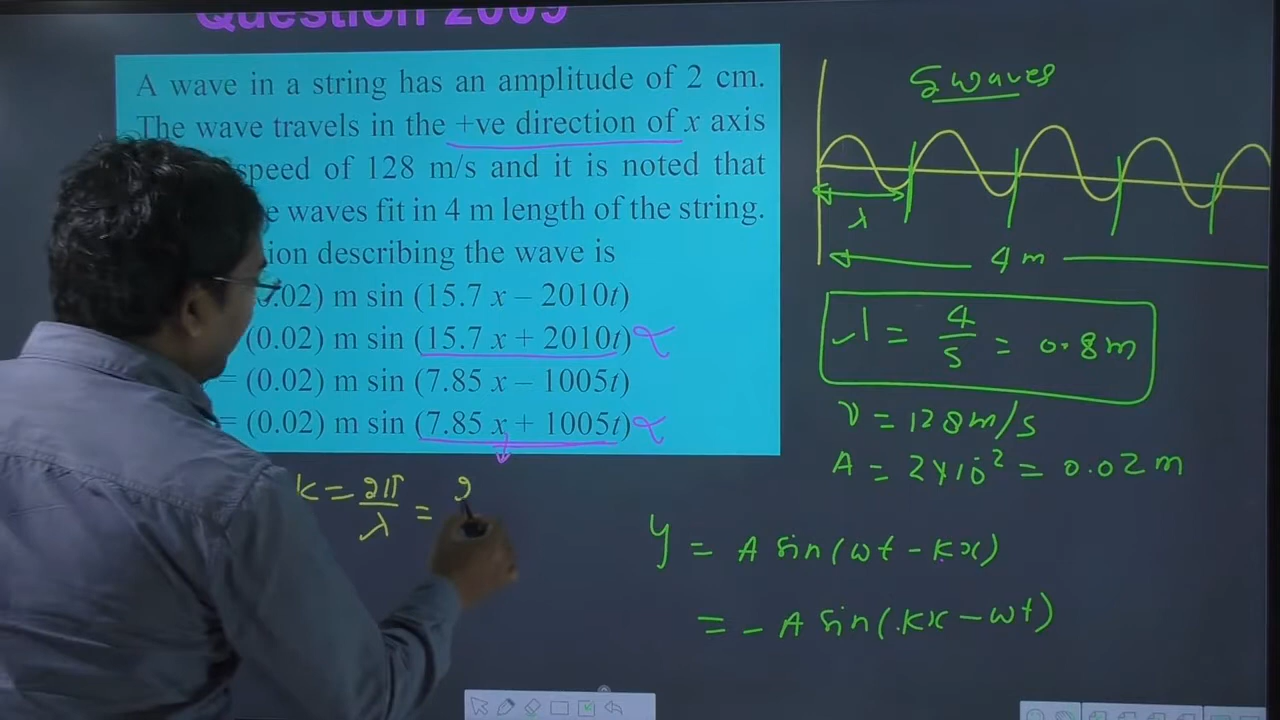 Question 2009
A wave in a string has an amplitude of 2 cm.
The wave travels in the +ve direction of x axis
speed of 128 m/s and it is noted that
waves fit in 4 m length of the string.
describing the wave is
(0.02) m sin (15.7 x – 2010t)
(0.02) m sin (15.7 x + 2010t)
= (0.02) m sin (7.85 x – 1005t)
= (0.02) m sin (7.85 x + 1005t)
k = 2π/λ = 2
5 waves
λ
4 m
λ = 4/5 = 0.8 m
v = 128 m/s
A = 2 × 10⁻² = 0.02 m
y = A sin(ωt - kx)
= - A sin(kx - ωt)